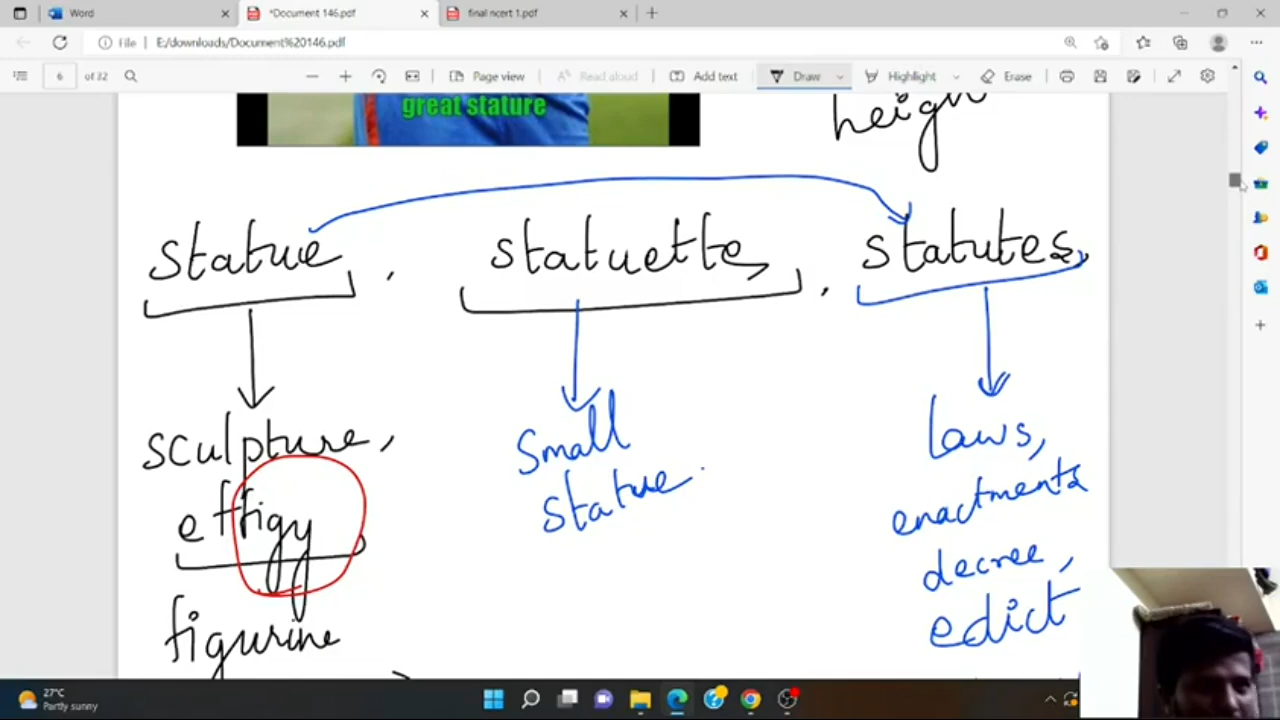 Word
*Document 146.pdf
final ncert 1.pdf
File
E:/downloads/Document%20146.pdf
6 of 32
Page view
Read aloud
Add text
Draw
Highlight
Erase
great stature
heigh
statue, statuette, statutes,
sculpture,
effigy
figurine
small
statue
laws,
enactments
decree,
edict
27°C
Partly sunny